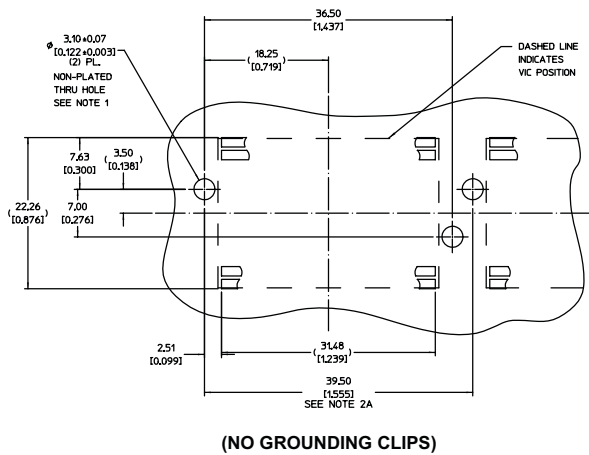 36.50
[1.437]
ø 3.10±0.07
[0.122±0.003]
(2) PL.
NON-PLATED
THRU HOLE
SEE NOTE 1
(18.25)
[0.719]
DASHED LINE
INDICATES
VIC POSITION
7.63
[0.300]
(3.50)
[0.138]
(22.26)
[0.876]
7.00
[0.276]
2.51
[0.099]
(31.48)
[1.239]
39.50
[1.555]
SEE NOTE 2A
(NO GROUNDING CLIPS)